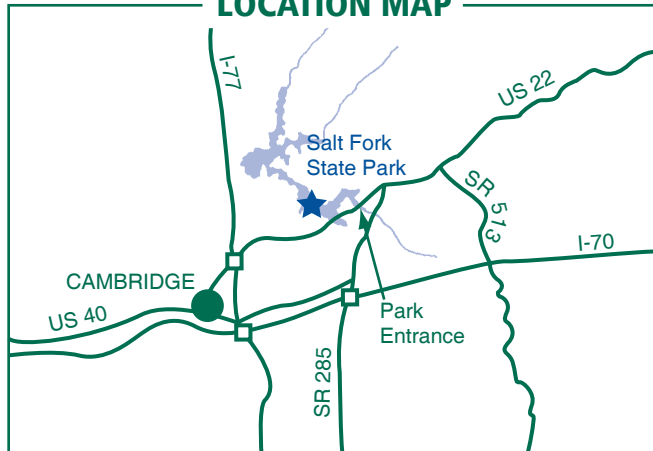 LOCATION MAP
I-77
US 22
Salt Fork
State Park
SR 513
I-70
CAMBRIDGE
US 40
Park
Entrance
SR 285